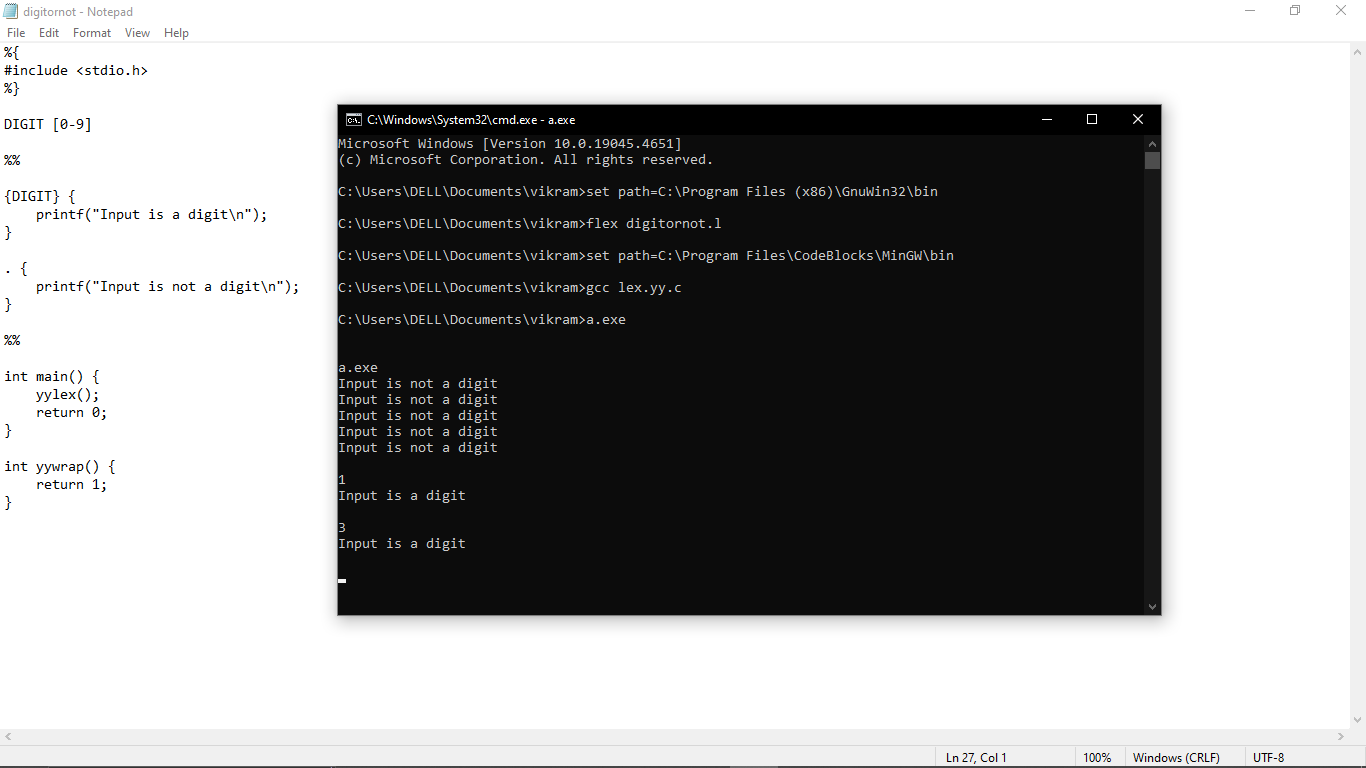 digitornot - Notepad
File Edit Format View Help
%{
#include <stdio.h>
%}
DIGIT [0-9]
%%
{DIGIT} {
    printf("Input is a digit\n");
}
. {
    printf("Input is not a digit\n");
}
%%
int main() {
    yylex();
    return 0;
}
int yywrap() {
    return 1;
}
C:\Windows\System32\cmd.exe - a.exe
Microsoft Windows [Version 10.0.19045.4651]
(c) Microsoft Corporation. All rights reserved.
C:\Users\DELL\Documents\vikram>set path=C:\Program Files (x86)\GnuWin32\bin
C:\Users\DELL\Documents\vikram>flex digitornot.l
C:\Users\DELL\Documents\vikram>set path=C:\Program Files\CodeBlocks\MinGW\bin
C:\Users\DELL\Documents\vikram>gcc lex.yy.c
C:\Users\DELL\Documents\vikram>a.exe
a.exe
Input is not a digit
Input is not a digit
Input is not a digit
Input is not a digit
Input is not a digit
1
Input is a digit
3
Input is a digit
Ln 27, Col 1 100% Windows (CRLF) UTF-8